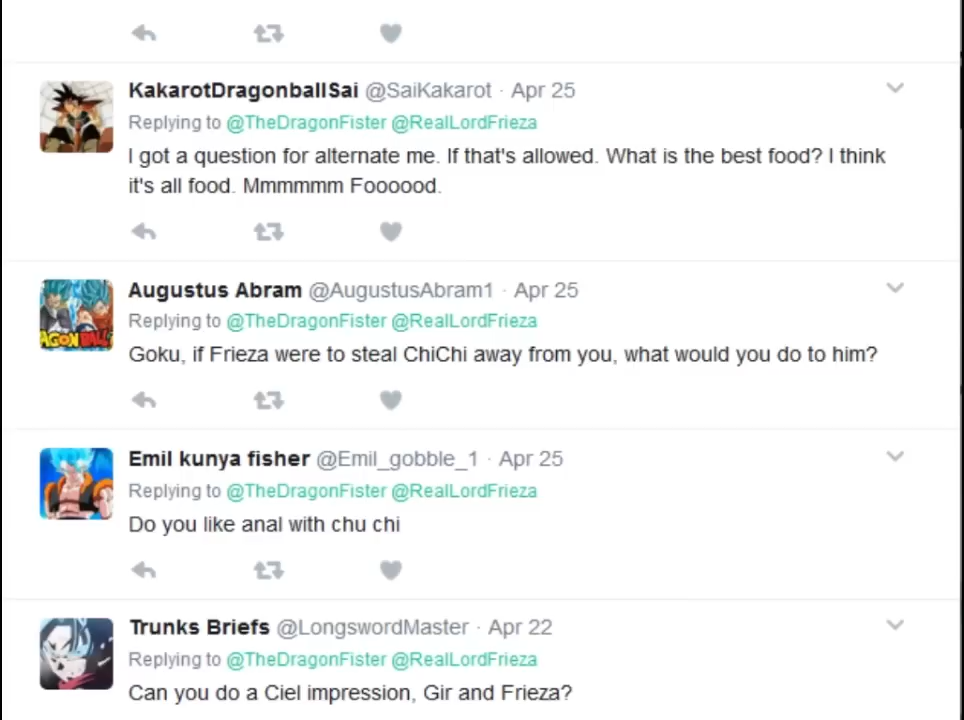 KakarotDragonballSai @SaiKakarot · Apr 25
Replying to @TheDragonFister @RealLordFrieza
I got a question for alternate me. If that's allowed. What is the best food? I think
it's all food. Mmmmmm Foooood.
Augustus Abram @AugustusAbram1 · Apr 25
Replying to @TheDragonFister @RealLordFrieza
AGON BALL
Goku, if Frieza were to steal ChiChi away from you, what would you do to him?
Emil kunya fisher @Emil_gobble_1 · Apr 25
Replying to @TheDragonFister @RealLordFrieza
Do you like anal with chu chi
Trunks Briefs @LongswordMaster · Apr 22
Replying to @TheDragonFister @RealLordFrieza
Can you do a Ciel impression, Gir and Frieza?